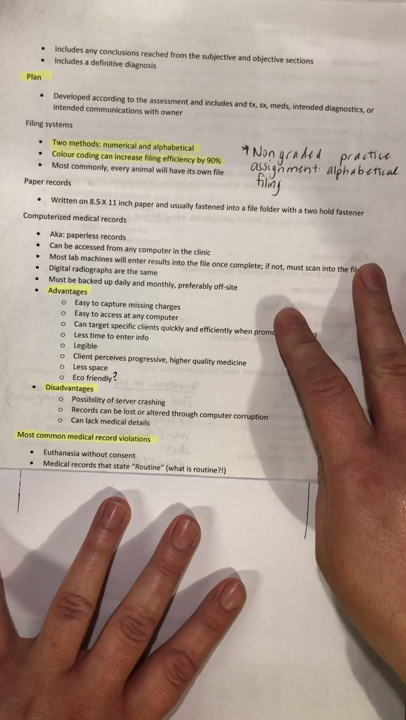 • Includes any conclusions reached from the subjective and objective sections
• Includes a definitive diagnosis
Plan
• Developed according to the assessment and includes and tx, sx, meds, intended diagnostics, or
intended communications with owner
Filing systems
• Two methods: numerical and alphabetical
• Colour coding can increase filing efficiency by 90%
• Most commonly, every animal will have its own file
* Non graded practice
assignment alphabetical
filing
Paper records
• Written on 8.5 X 11 inch paper and usually fastened into a file folder with a two hold fastener
Computerized medical records
• Aka: paperless records
• Can be accessed from any computer in the clinic
• Most lab machines will enter results into the file once complete; if not, must scan into the
• Digital radiographs are the same
• Must be backed up daily and monthly, preferably off-site
• Advantages
o Easy to capture missing charges
o Easy to access at any computer
o Can target specific clients quickly and efficiently when
o Less time to enter info
o Legible
o Client perceives progressive, higher quality medicine
o Less space
o Eco friendly?
• Disadvantages
o Possibility of server crashing
o Records can be lost or altered through computer corruption
o Can lack medical details
Most common medical record violations
• Euthanasia without consent
• Medical records that state "Routine" (what is routine?!)